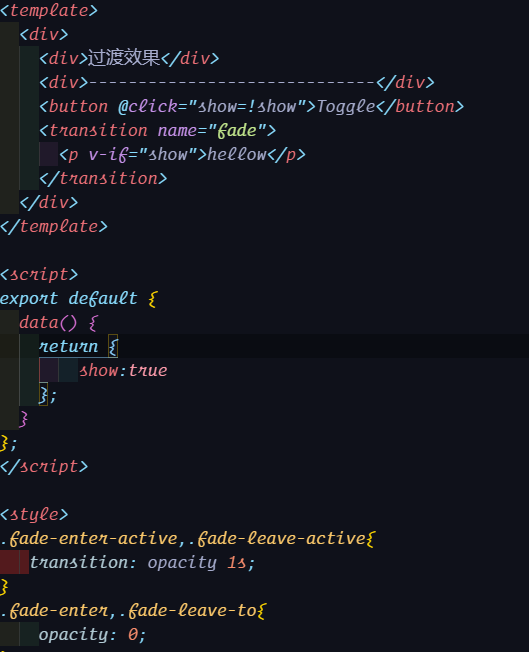 <template>
<div>
<div>过渡效果</div>
<div>-----------------------------</div>
<button @click="show=!show">Toggle</button>
<transition name="fade">
<p v-if="show">hellow</p>
</transition>
</div>
</template>
<script>
export default {
data() {
return {
show:true
};
}
};
</script>
<style>
.fade-enter-active,.fade-leave-active{
transition: opacity 1s;
}
.fade-enter,.fade-leave-to{
opacity: 0;